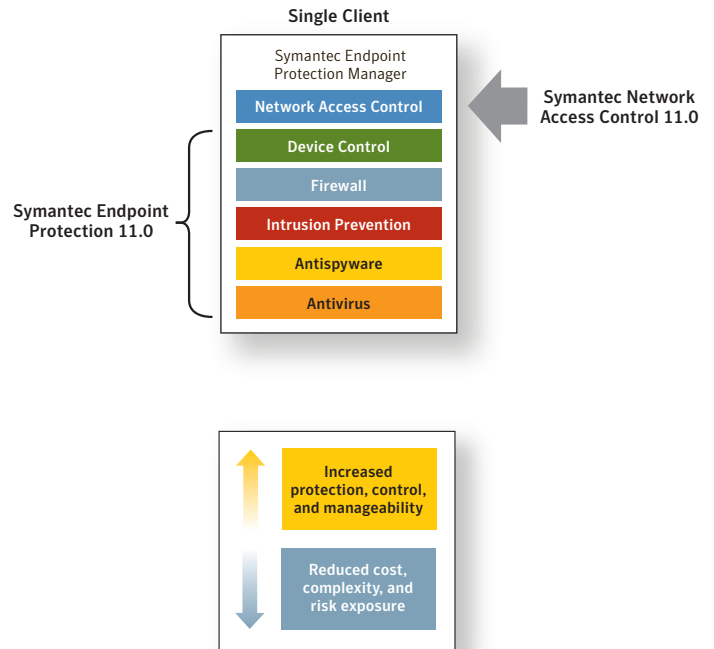 Single Client
Symantec Endpoint
Protection Manager
Network Access Control
Symantec Network
Access Control 11.0
Device Control
Firewall
Symantec Endpoint
Protection 11.0
Intrusion Prevention
Antispyware
Antivirus
Increased
protection, control,
and manageability
Reduced cost,
complexity, and
risk exposure